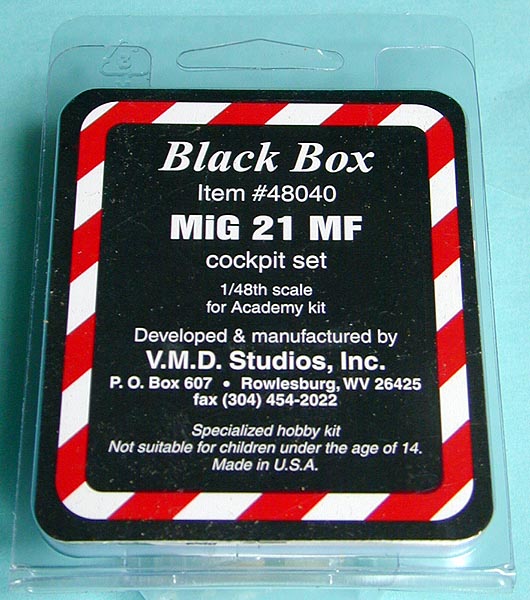 Black Box
Item #48040
MiG 21 MF
cockpit set
1/48th scale
for Academy kit
Developed & manufactured by
V.M.D. Studios, Inc.
P. O. Box 607 • Rowlesburg, WV 26425
fax (304) 454-2022
Specialized hobby kit
Not suitable for children under the age of 14.
Made in U.S.A.